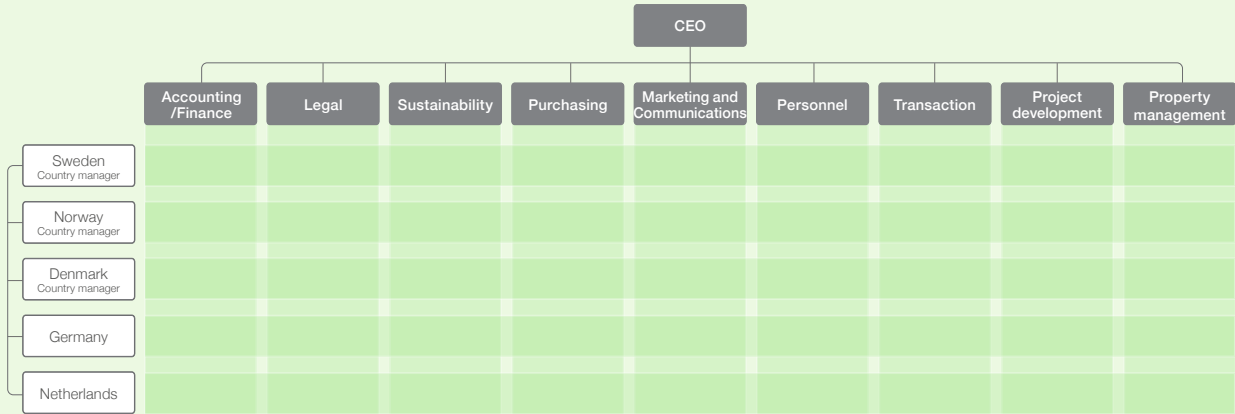 CEO
Accounting
/Finance
Legal
Sustainability
Purchasing
Marketing and
Communications
Personnel
Transaction
Project
development
Property
management
Sweden
Country manager
Norway
Country manager
Denmark
Country manager
Germany
Netherlands